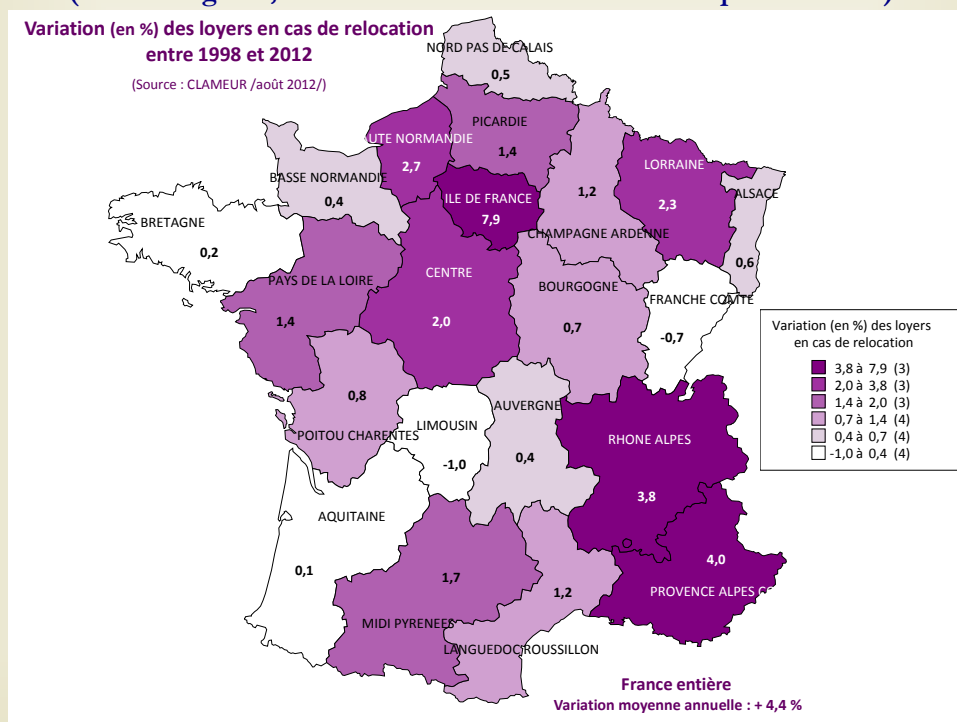 Variation (en %) des loyers en cas de relocation
entre 1998 et 2012
(Source : CLAMEUR /août 2012/)
NORD PAS DE CALAIS
0,5
PICARDIE
1,4
AUTE NORMANDIE
2,7
BASSE NORMANDIE
0,4
ILE DE FRANCE
7,9
1,2
CHAMPAGNE ARDENNE
LORRAINE
2,3
ALSACE
0,6
BRETAGNE
0,2
PAYS DE LA LOIRE
1,4
CENTRE
2,0
BOURGOGNE
0,7
FRANCHE COMTE
-0,7
Variation (en %) des loyers
en cas de relocation
3,8 à 7,9 (3)
2,0 à 3,8 (3)
1,4 à 2,0 (3)
0,7 à 1,4 (4)
0,4 à 0,7 (4)
-1,0 à 0,4 (4)
0,8
POITOU CHARENTES
LIMOUSIN
-1,0
AUVERGNE
0,4
RHONE ALPES
3,8
AQUITAINE
0,1
1,7
MIDI PYRENEES
1,2
LANGUEDOC ROUSSILLON
4,0
PROVENCE ALPES CO
France entière
Variation moyenne annuelle : + 4,4 %